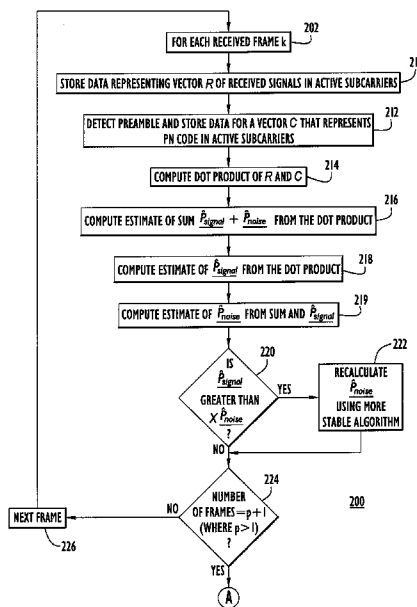 FOR EACH RECEIVED FRAME k
202
21
STORE DATA REPRESENTING VECTOR R OF RECEIVED SIGNALS IN ACTIVE SUBCARRIERS
212
DETECT PREAMBLE AND STORE DATA FOR A VECTOR C THAT REPRESENTS
PN CODE IN ACTIVE SUBCARRIERS
214
COMPUTE DOT PRODUCT OF R AND C
216
COMPUTE ESTIMATE OF SUM P̂signal + P̂noise FROM THE DOT PRODUCT
218
COMPUTE ESTIMATE OF P̂signal FROM THE DOT PRODUCT
219
COMPUTE ESTIMATE OF P̂noise FROM SUM AND P̂signal
220
IS
P̂signal
GREATER THAN
X P̂noise
?
YES
NO
222
RECALCULATE
P̂noise
USING MORE
STABLE ALGORITHM
224
NUMBER
OF FRAMES = p+1
(WHERE p>1)
?
NO
YES
NEXT FRAME
226
200
A